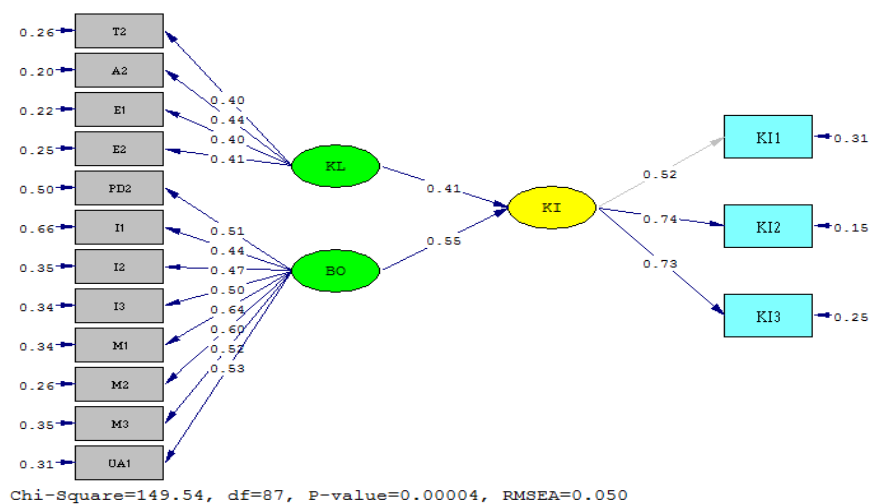 0.26 T2
0.20 A2
0.22 E1
0.25 E2
0.50 PD2
0.66 I1
0.35 I2
0.34 I3
0.34 M1
0.26 M2
0.35 M3
0.31 UA1
0.40
0.44
0.40
0.41
KL
0.51
0.44
0.47
0.50
0.64
0.60
0.52
0.53
BO
0.41
0.55
KI
0.52
0.74
0.73
KI1 0.31
KI2 0.15
KI3 0.25
Chi-Square=149.54, df=87, P-value=0.00004, RMSEA=0.050